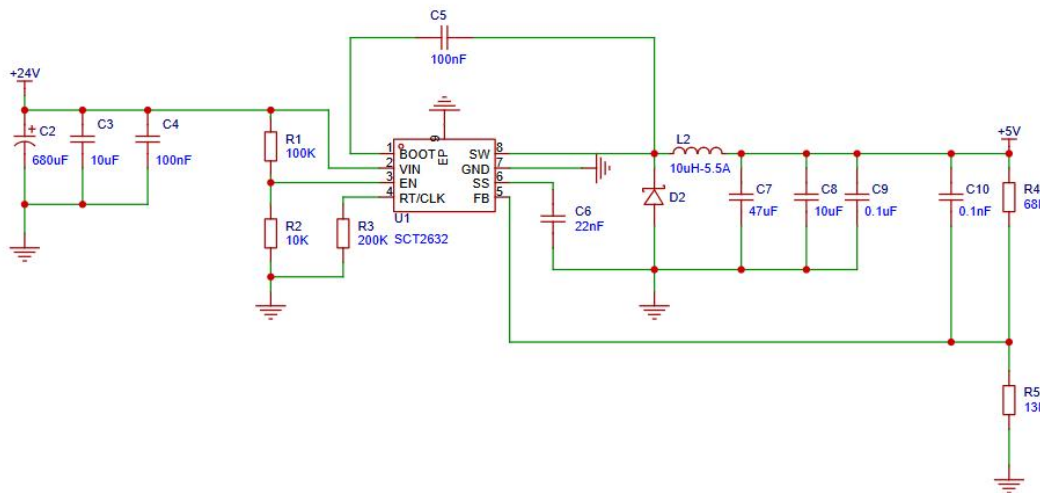 C5
100nF
+24V
C2
680uF
C3
10uF
C4
100nF
R1
100K
R2
10K
R3
200K
9
EP
1
BOOT
2
VIN
3
EN
4
RT/CLK
SW
8
GND
7
SS
6
FB
5
U1
SCT2632
C6
22nF
L2
10uH-5.5A
D2
C7
47uF
C8
10uF
C9
0.1uF
C10
0.1nF
+5V
R4
R5